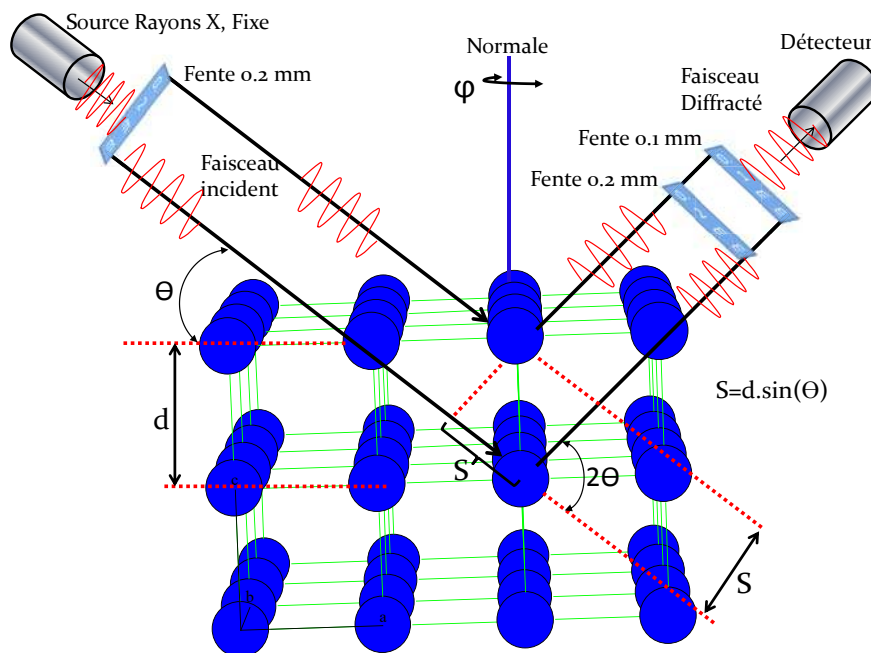 Source Rayons X, Fixe
Fente 0.2 mm
Normale
φ
Détecteur
Faisceau
Diffracté
Fente 0.1 mm
Fente 0.2 mm
Faisceau
incident
Θ
d
S=d.sin(Θ)
S'
2Θ
S
c
b
a